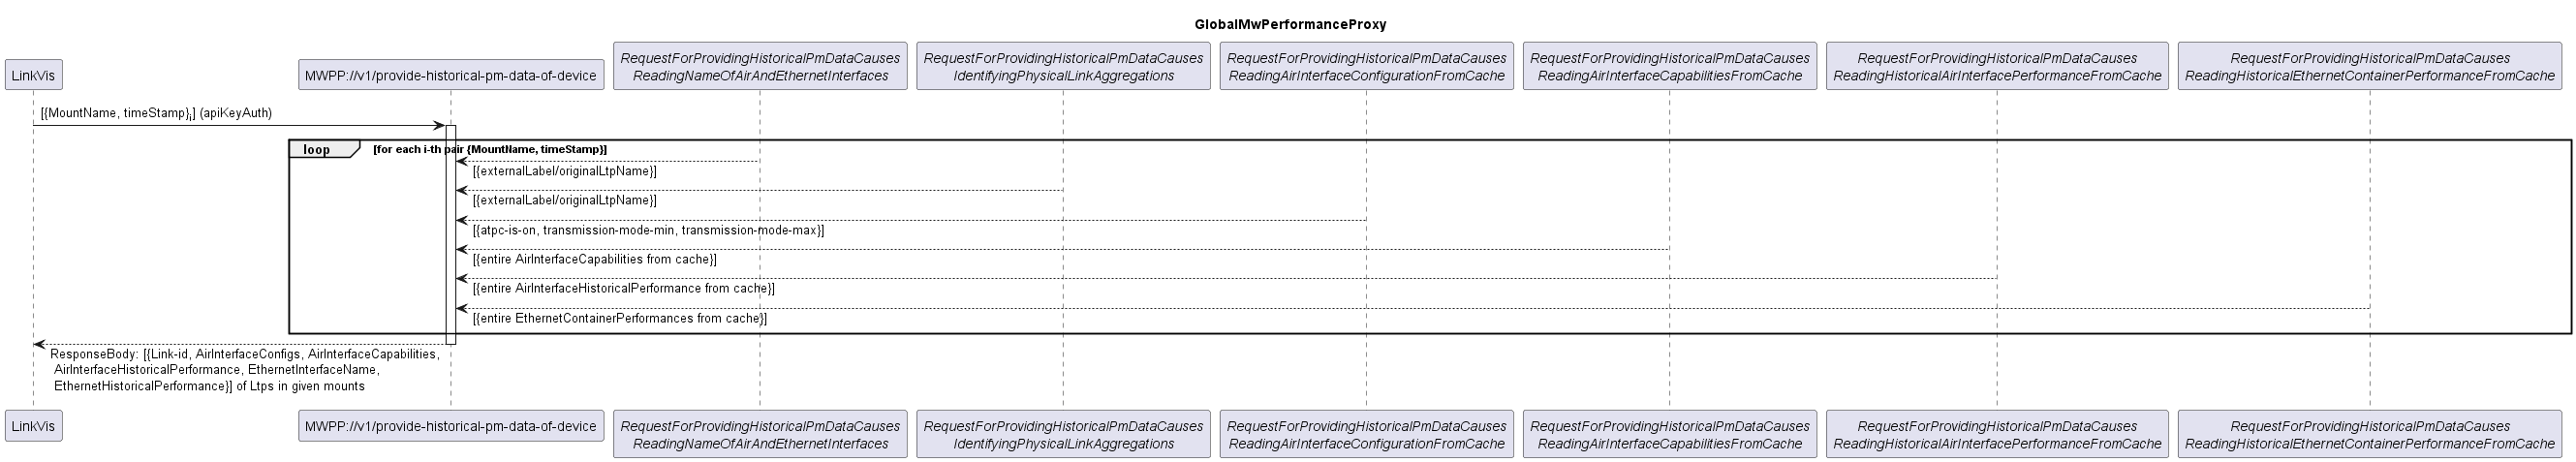 GlobalMwPerformanceProxy
LinkVis
MWPP://v1/provide-historical-pm-data-of-device
RequestForProvidingHistoricalPmDataCauses
ReadingNameOfAirAndEthernetInterfaces
RequestForProvidingHistoricalPmDataCauses
IdentifyingPhysicalLinkAggregations
RequestForProvidingHistoricalPmDataCauses
ReadingAirInterfaceConfigurationFromCache
RequestForProvidingHistoricalPmDataCauses
ReadingAirInterfaceCapabilitiesFromCache
RequestForProvidingHistoricalPmDataCauses
ReadingHistoricalAirInterfacePerformanceFromCache
RequestForProvidingHistoricalPmDataCauses
ReadingHistoricalEthernetContainerPerformanceFromCache
[{MountName, timeStamp}i] (apiKeyAuth)
loop [for each i-th pair {MountName, timeStamp}]
[{externalLabel/originalLtpName}]
[{externalLabel/originalLtpName}]
[{atpc-is-on, transmission-mode-min, transmission-mode-max}]
[{entire AirInterfaceCapabilities from cache}]
[{entire AirInterfaceHistoricalPerformance from cache}]
[{entire EthernetContainerPerformances from cache}]
ResponseBody: [{Link-id, AirInterfaceConfigs, AirInterfaceCapabilities,
AirInterfaceHistoricalPerformance, EthernetInterfaceName,
EthernetHistoricalPerformance}] of Ltps in given mounts
LinkVis
MWPP://v1/provide-historical-pm-data-of-device
RequestForProvidingHistoricalPmDataCauses
ReadingNameOfAirAndEthernetInterfaces
RequestForProvidingHistoricalPmDataCauses
IdentifyingPhysicalLinkAggregations
RequestForProvidingHistoricalPmDataCauses
ReadingAirInterfaceConfigurationFromCache
RequestForProvidingHistoricalPmDataCauses
ReadingAirInterfaceCapabilitiesFromCache
RequestForProvidingHistoricalPmDataCauses
ReadingHistoricalAirInterfacePerformanceFromCache
RequestForProvidingHistoricalPmDataCauses
ReadingHistoricalEthernetContainerPerformanceFromCache